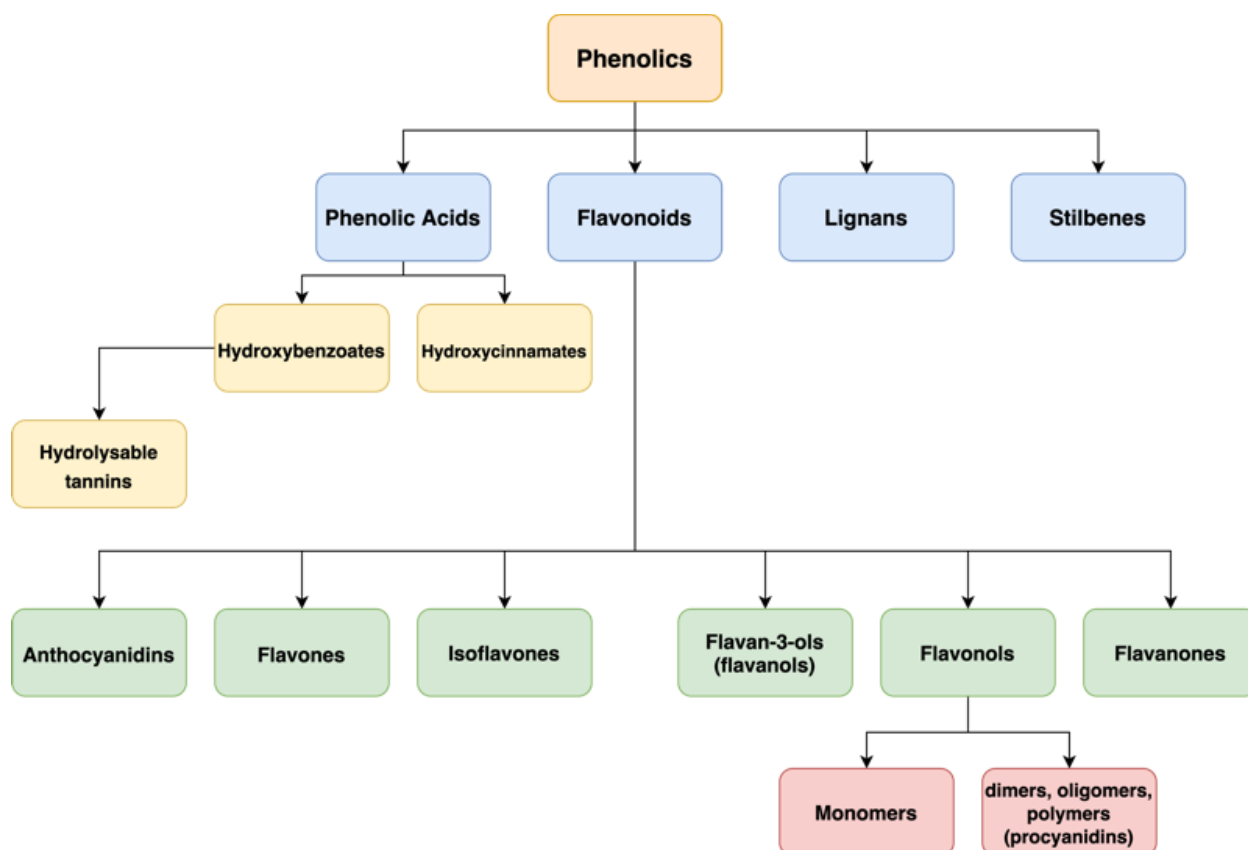 Phenolics
Phenolic Acids
Flavonoids
Lignans
Stilbenes
Hydroxybenzoates
Hydroxycinnamates
Hydrolysable
tannins
Anthocyanidins
Flavones
Isoflavones
Flavan-3-ols
(flavanols)
Flavonols
Flavanones
Monomers
dimers, oligomers,
polymers
(procyanidins)